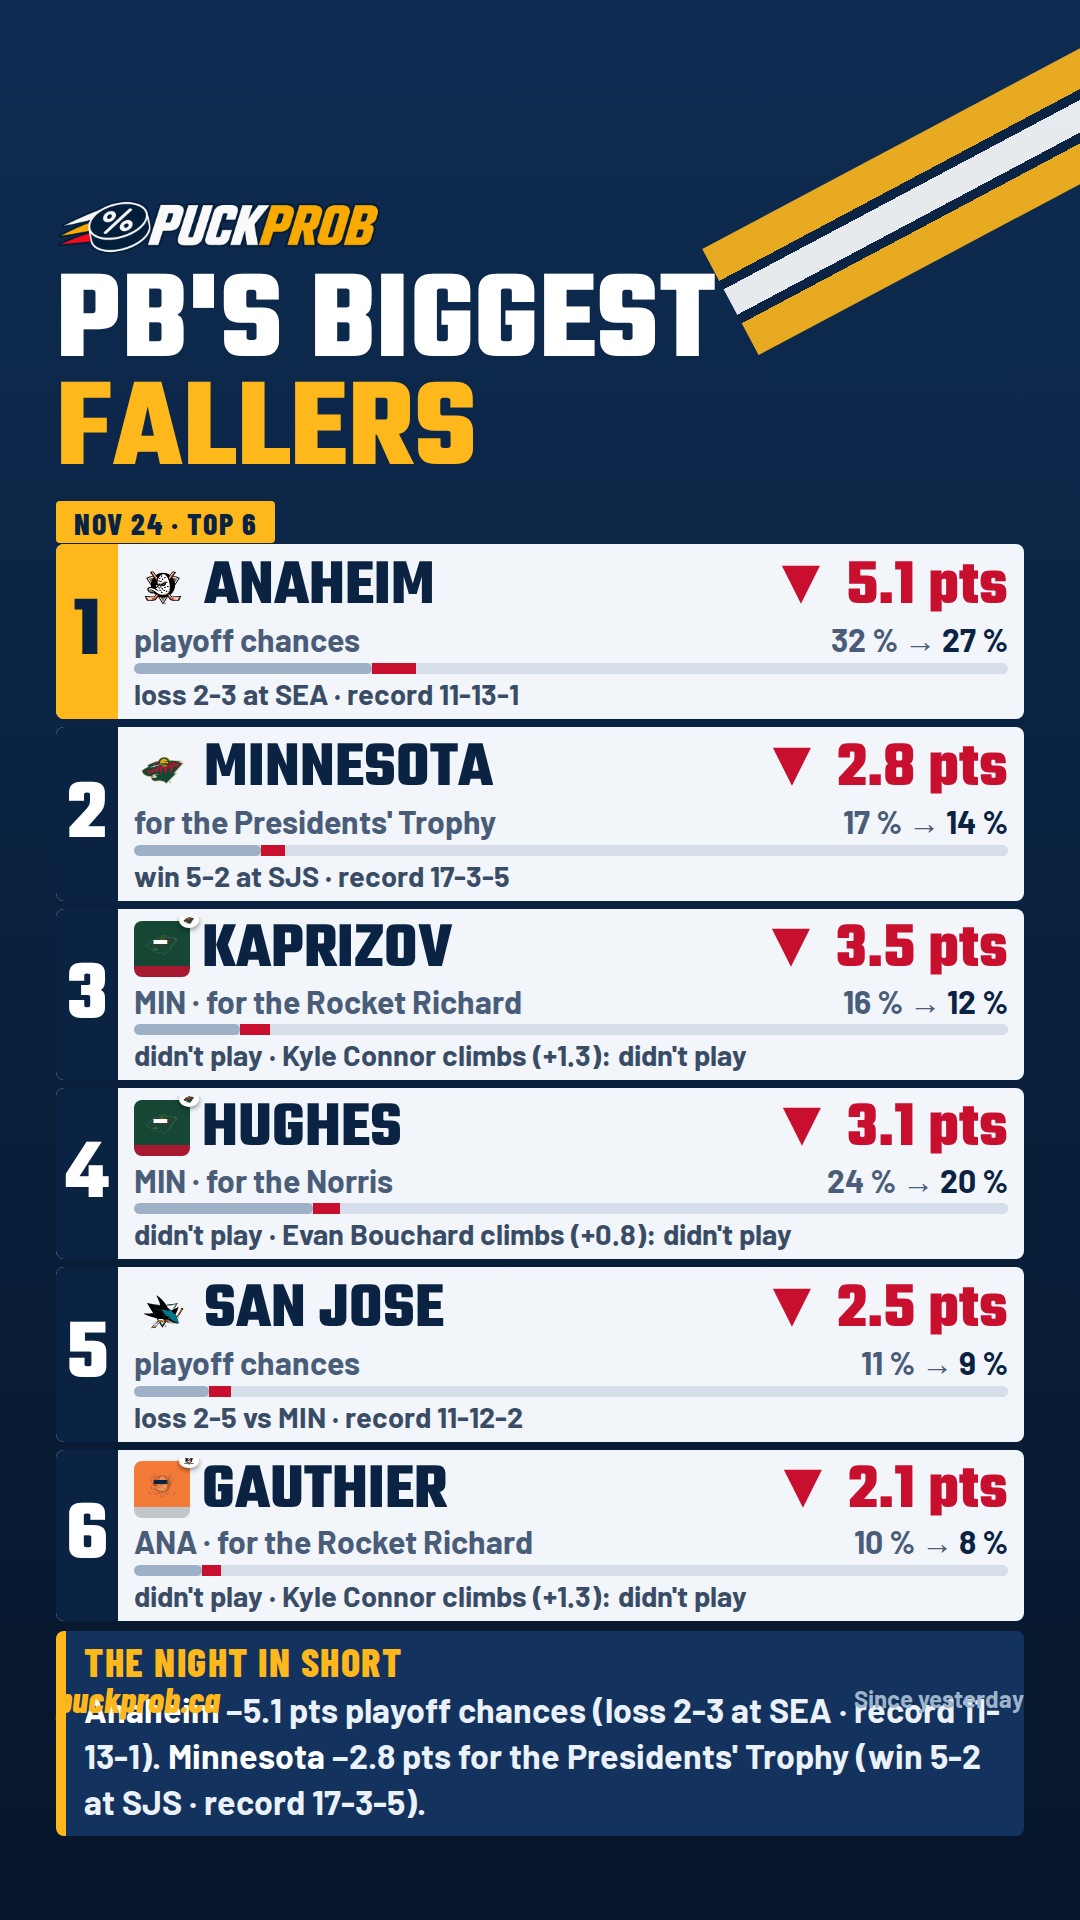 % PUCKPROB
PB'S BIGGEST
FALLERS
NOV 24 · TOP 6
1
ANAHEIM
▼ 5.1 pts
playoff chances
32 % → 27 %
loss 2-3 at SEA · record 11-13-1
2
MINNESOTA
▼ 2.8 pts
for the Presidents' Trophy
17 % → 14 %
win 5-2 at SJS · record 17-3-5
3
KAPRIZOV
▼ 3.5 pts
MIN · for the Rocket Richard
16 % → 12 %
didn't play · Kyle Connor climbs (+1.3): didn't play
4
HUGHES
▼ 3.1 pts
MIN · for the Norris
24 % → 20 %
didn't play · Evan Bouchard climbs (+0.8): didn't play
5
SAN JOSE
▼ 2.5 pts
playoff chances
11 % → 9 %
loss 2-5 vs MIN · record 11-12-2
6
GAUTHIER
▼ 2.1 pts
ANA · for the Rocket Richard
10 % → 8 %
didn't play · Kyle Connor climbs (+1.3): didn't play
THE NIGHT IN SHORT
puckprob.ca
Since yesterday
Anaheim –5.1 pts playoff chances (loss 2-3 at SEA · record 11-
13-1). Minnesota –2.8 pts for the Presidents' Trophy (win 5-2
at SJS · record 17-3-5).